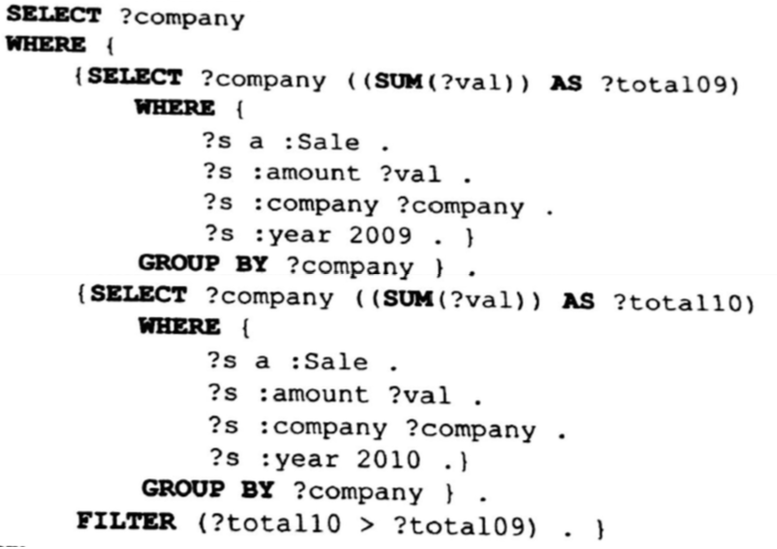 SELECT ?company
WHERE {
{SELECT ?company ((SUM(?val)) AS ?total09)
WHERE {
?s a :Sale .
?s :amount ?val .
?s :company ?company .
?s :year 2009 . }
GROUP BY ?company } .
{SELECT ?company ((SUM(?val)) AS ?total10)
WHERE {
?s a :Sale .
?s :amount ?val .
?s :company ?company .
?s :year 2010 .}
GROUP BY ?company } .
FILTER (?total10 > ?total09) . }